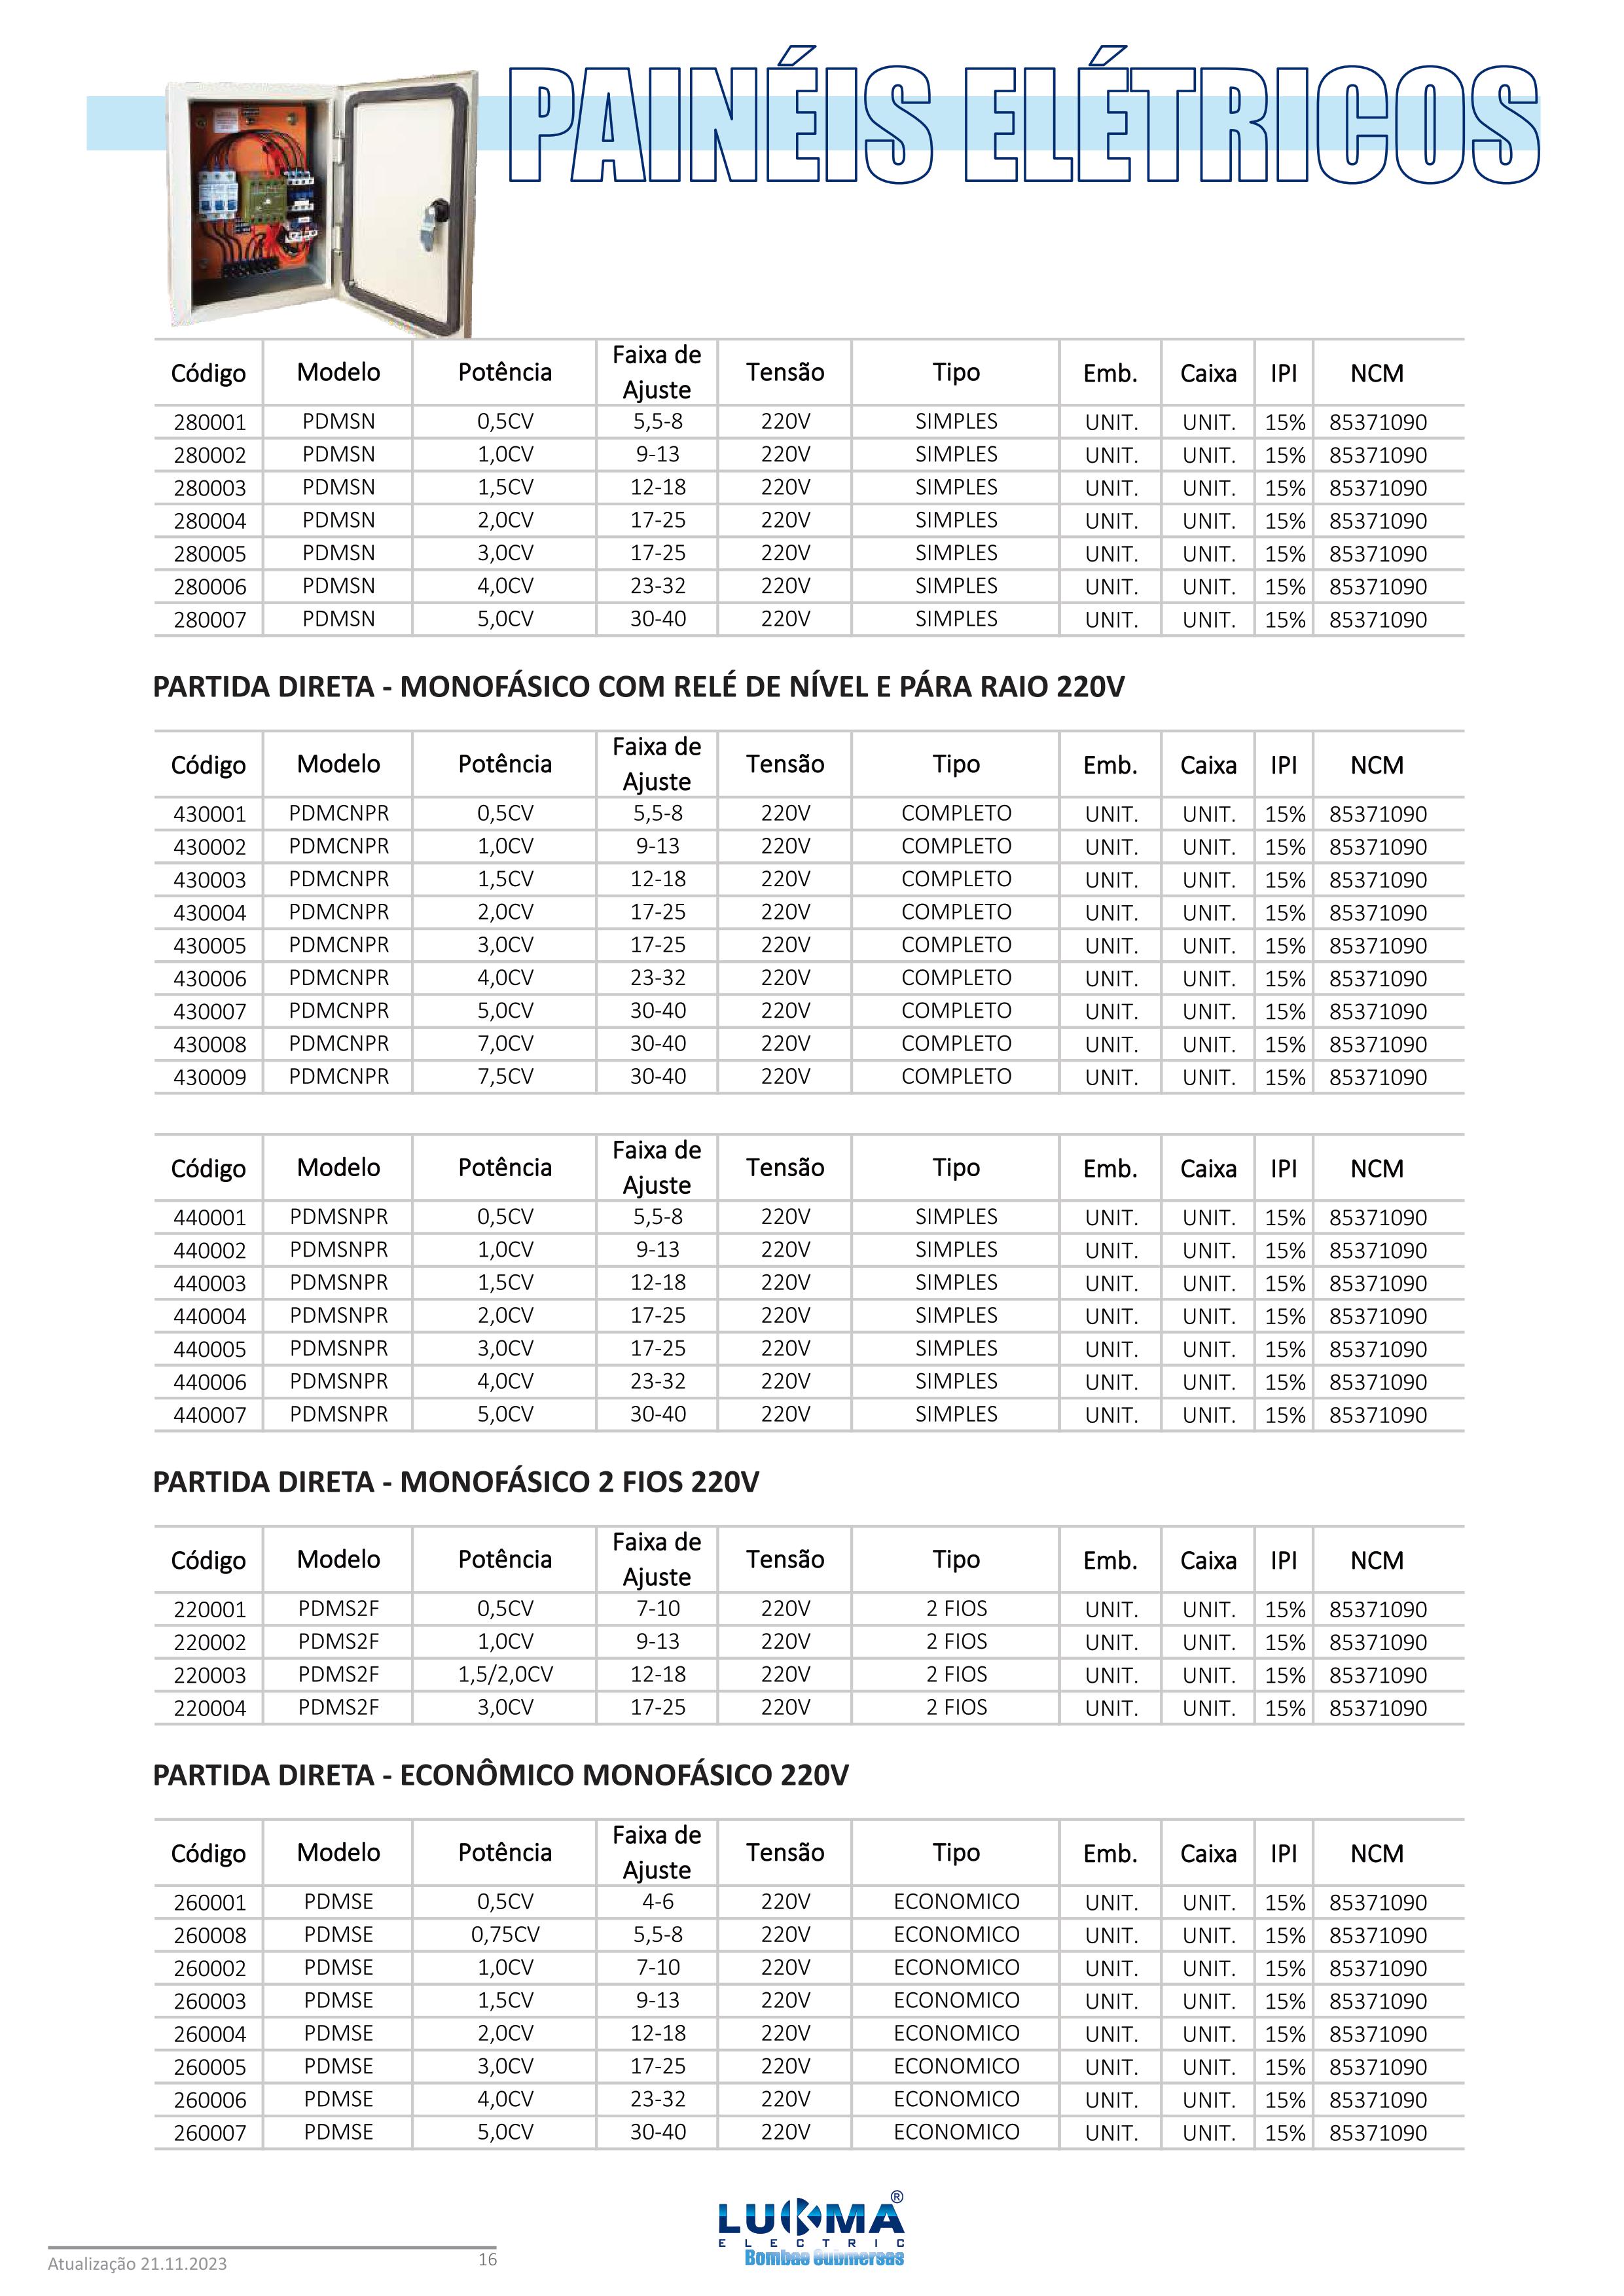 PAINÉIS ELÉTRICOS
Código Modelo Potência Faixa de Ajuste Tensão Tipo Emb. Caixa IPI NCM
280001 PDMSN 0,5CV 5,5-8 220V SIMPLES UNIT. UNIT. 15% 85371090
280002 PDMSN 1,0CV 9-13 220V SIMPLES UNIT. UNIT. 15% 85371090
280003 PDMSN 1,5CV 12-18 220V SIMPLES UNIT. UNIT. 15% 85371090
280004 PDMSN 2,0CV 17-25 220V SIMPLES UNIT. UNIT. 15% 85371090
280005 PDMSN 3,0CV 17-25 220V SIMPLES UNIT. UNIT. 15% 85371090
280006 PDMSN 4,0CV 23-32 220V SIMPLES UNIT. UNIT. 15% 85371090
280007 PDMSN 5,0CV 30-40 220V SIMPLES UNIT. UNIT. 15% 85371090
PARTIDA DIRETA - MONOFÁSICO COM RELÉ DE NÍVEL E PÁRA RAIO 220V
Código Modelo Potência Faixa de Ajuste Tensão Tipo Emb. Caixa IPI NCM
430001 PDMCNPR 0,5CV 5,5-8 220V COMPLETO UNIT. UNIT. 15% 85371090
430002 PDMCNPR 1,0CV 9-13 220V COMPLETO UNIT. UNIT. 15% 85371090
430003 PDMCNPR 1,5CV 12-18 220V COMPLETO UNIT. UNIT. 15% 85371090
430004 PDMCNPR 2,0CV 17-25 220V COMPLETO UNIT. UNIT. 15% 85371090
430005 PDMCNPR 3,0CV 17-25 220V COMPLETO UNIT. UNIT. 15% 85371090
430006 PDMCNPR 4,0CV 23-32 220V COMPLETO UNIT. UNIT. 15% 85371090
430007 PDMCNPR 5,0CV 30-40 220V COMPLETO UNIT. UNIT. 15% 85371090
430008 PDMCNPR 7,0CV 30-40 220V COMPLETO UNIT. UNIT. 15% 85371090
430009 PDMCNPR 7,5CV 30-40 220V COMPLETO UNIT. UNIT. 15% 85371090
Código Modelo Potência Faixa de Ajuste Tensão Tipo Emb. Caixa IPI NCM
440001 PDMSNPR 0,5CV 5,5-8 220V SIMPLES UNIT. UNIT. 15% 85371090
440002 PDMSNPR 1,0CV 9-13 220V SIMPLES UNIT. UNIT. 15% 85371090
440003 PDMSNPR 1,5CV 12-18 220V SIMPLES UNIT. UNIT. 15% 85371090
440004 PDMSNPR 2,0CV 17-25 220V SIMPLES UNIT. UNIT. 15% 85371090
440005 PDMSNPR 3,0CV 17-25 220V SIMPLES UNIT. UNIT. 15% 85371090
440006 PDMSNPR 4,0CV 23-32 220V SIMPLES UNIT. UNIT. 15% 85371090
440007 PDMSNPR 5,0CV 30-40 220V SIMPLES UNIT. UNIT. 15% 85371090
PARTIDA DIRETA - MONOFÁSICO 2 FIOS 220V
Código Modelo Potência Faixa de Ajuste Tensão Tipo Emb. Caixa IPI NCM
220001 PDMS2F 0,5CV 7-10 220V 2 FIOS UNIT. UNIT. 15% 85371090
220002 PDMS2F 1,0CV 9-13 220V 2 FIOS UNIT. UNIT. 15% 85371090
220003 PDMS2F 1,5/2,0CV 12-18 220V 2 FIOS UNIT. UNIT. 15% 85371090
220004 PDMS2F 3,0CV 17-25 220V 2 FIOS UNIT. UNIT. 15% 85371090
PARTIDA DIRETA - ECONÔMICO MONOFÁSICO 220V
Código Modelo Potência Faixa de Ajuste Tensão Tipo Emb. Caixa IPI NCM
260001 PDMSE 0,5CV 4-6 220V ECONOMICO UNIT. UNIT. 15% 85371090
260008 PDMSE 0,75CV 5,5-8 220V ECONOMICO UNIT. UNIT. 15% 85371090
260002 PDMSE 1,0CV 7-10 220V ECONOMICO UNIT. UNIT. 15% 85371090
260003 PDMSE 1,5CV 9-13 220V ECONOMICO UNIT. UNIT. 15% 85371090
260004 PDMSE 2,0CV 12-18 220V ECONOMICO UNIT. UNIT. 15% 85371090
260005 PDMSE 3,0CV 17-25 220V ECONOMICO UNIT. UNIT. 15% 85371090
260006 PDMSE 4,0CV 23-32 220V ECONOMICO UNIT. UNIT. 15% 85371090
260007 PDMSE 5,0CV 30-40 220V ECONOMICO UNIT. UNIT. 15% 85371090
LUKMA®
ELECTRIC
Bombas Submersas
Atualização 21.11.2023 16